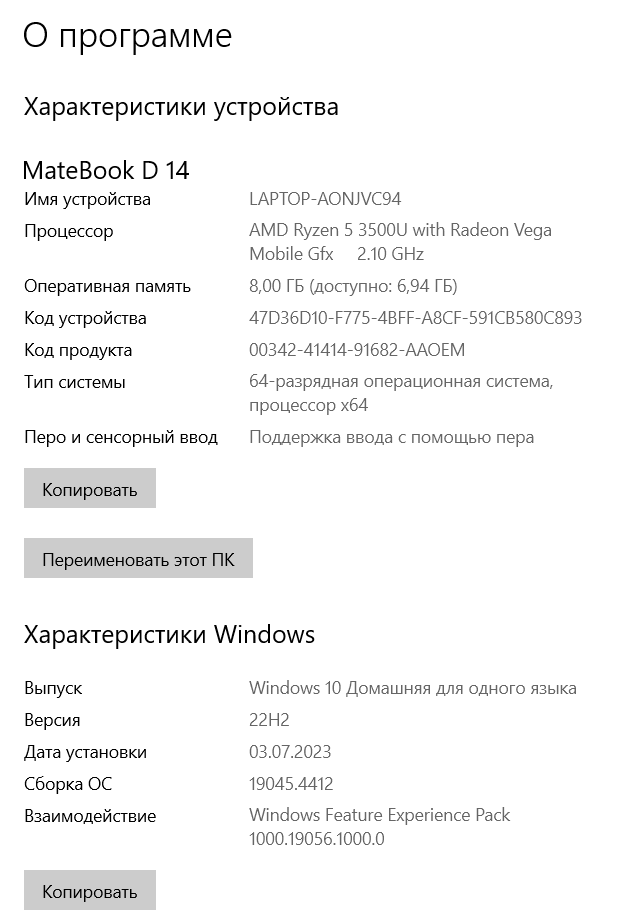 О программе
Характеристики устройства
MateBook D 14
Имя устройства LAPTOP-AONJVC94
Процессор AMD Ryzen 5 3500U with Radeon Vega
Mobile Gfx 2.10 GHz
Оперативная память 8,00 ГБ (доступно: 6,94 ГБ)
Код устройства 47D36D10-F775-4BFF-A8CF-591CB580C893
Код продукта 00342-41414-91682-AAOEM
Тип системы 64-разрядная операционная система,
процессор x64
Перо и сенсорный ввод Поддержка ввода с помощью пера
Копировать
Переименовать этот ПК
Характеристики Windows
Выпуск Windows 10 Домашняя для одного языка
Версия 22H2
Дата установки 03.07.2023
Сборка ОС 19045.4412
Взаимодействие Windows Feature Experience Pack
1000.19056.1000.0
Копировать